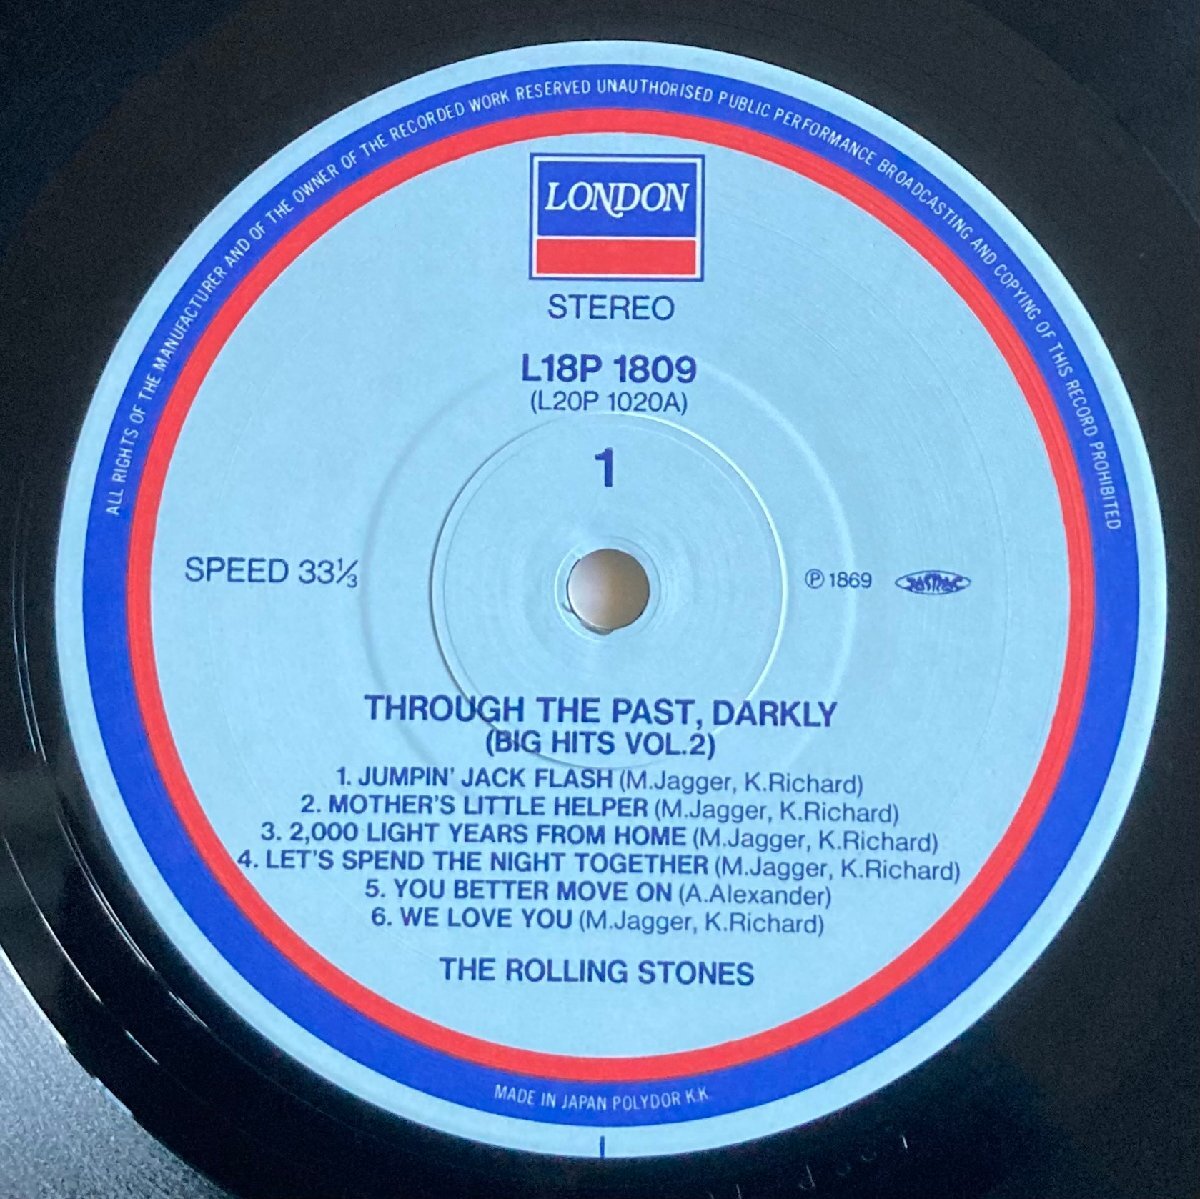 ALL RIGHTS OF THE MANUFACTURER AND OF THE OWNER OF THE RECORDED WORK RESERVED UNAUTHORISED PUBLIC PERFORMANCE BROADCASTING AND COPYING OF THIS RECORD PROHIBITED
LONDON
STEREO
L18P 1809
(L20P 1020A)
1
SPEED 33⅓
℗ 1869
JASRAC
THROUGH THE PAST, DARKLY
(BIG HITS VOL.2)
1. JUMPIN' JACK FLASH (M.Jagger, K.Richard)
2. MOTHER'S LITTLE HELPER (M.Jagger, K.Richard)
3. 2,000 LIGHT YEARS FROM HOME (M.Jagger, K.Richard)
4. LET'S SPEND THE NIGHT TOGETHER (M.Jagger, K.Richard)
5. YOU BETTER MOVE ON (A.Alexander)
6. WE LOVE YOU (M.Jagger, K.Richard)
THE ROLLING STONES
MADE IN JAPAN POLYDOR K.K.